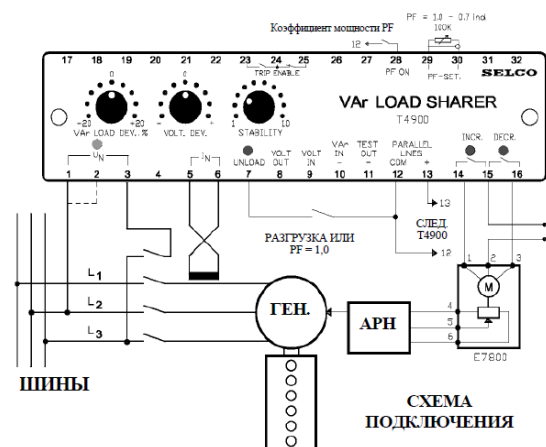 Коэффициент мощности PF
PF = 1.0 - 0.7 ind
100K
12
17 18 19 20 21 22 23 24 25 26 27 28 29 30 31 32
TRIP ENABLE
PF ON
PF-SET.
SELCO
0
0
-20 +20
- +
1 10
VAr LOAD DEV..%
VOLT. DEV.
STABILITY
VAr LOAD SHARER
T4900
UN
IN
UNLOAD
VOLT OUT
VOLT IN
VAr IN
TEST OUT
PARALLEL LINES
COM +
- -
INCR.
DECR.
1 2 3 4 5 6 7 8 9 10 11 12 13 14 15 16
13
СЛЕД.
T4900
12
РАЗГРУЗКА ИЛИ
PF = 1,0
1 2 3
M
L1
L2
L3
ГЕН.
АРН
4
5
6
E7800
ШИНЫ
СХЕМА
ПОДКЛЮЧЕНИЯ